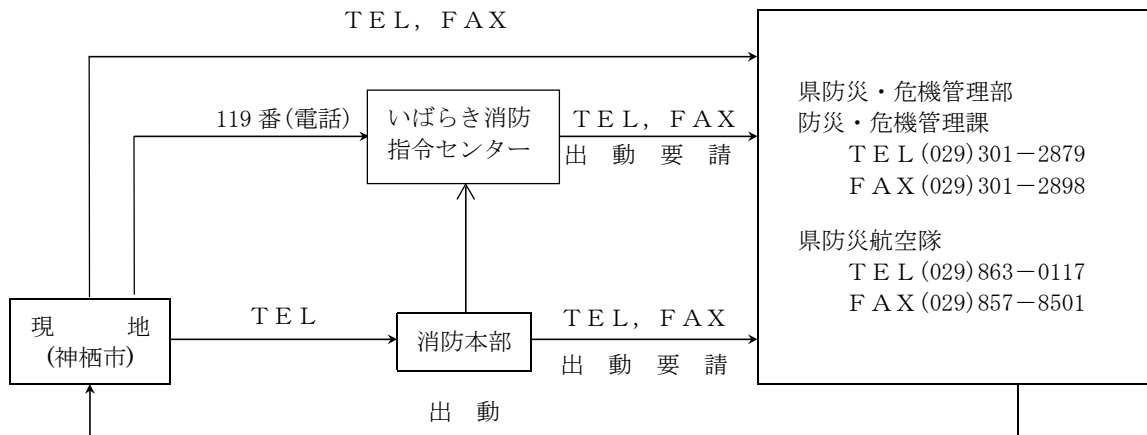 ＴＥＬ，ＦＡＸ
119 番(電話)
いばらき消防
指令センター
ＴＥＬ，ＦＡＸ
出 動 要 請
県防災・危機管理部
防災・危機管理課
ＴＥＬ(029)301－2879
ＦＡＸ(029)301－2898
県防災航空隊
ＴＥＬ(029)863－0117
ＦＡＸ(029)857－8501
現 地
(神栖市)
ＴＥＬ
消防本部
ＴＥＬ，ＦＡＸ
出 動 要 請
出 動